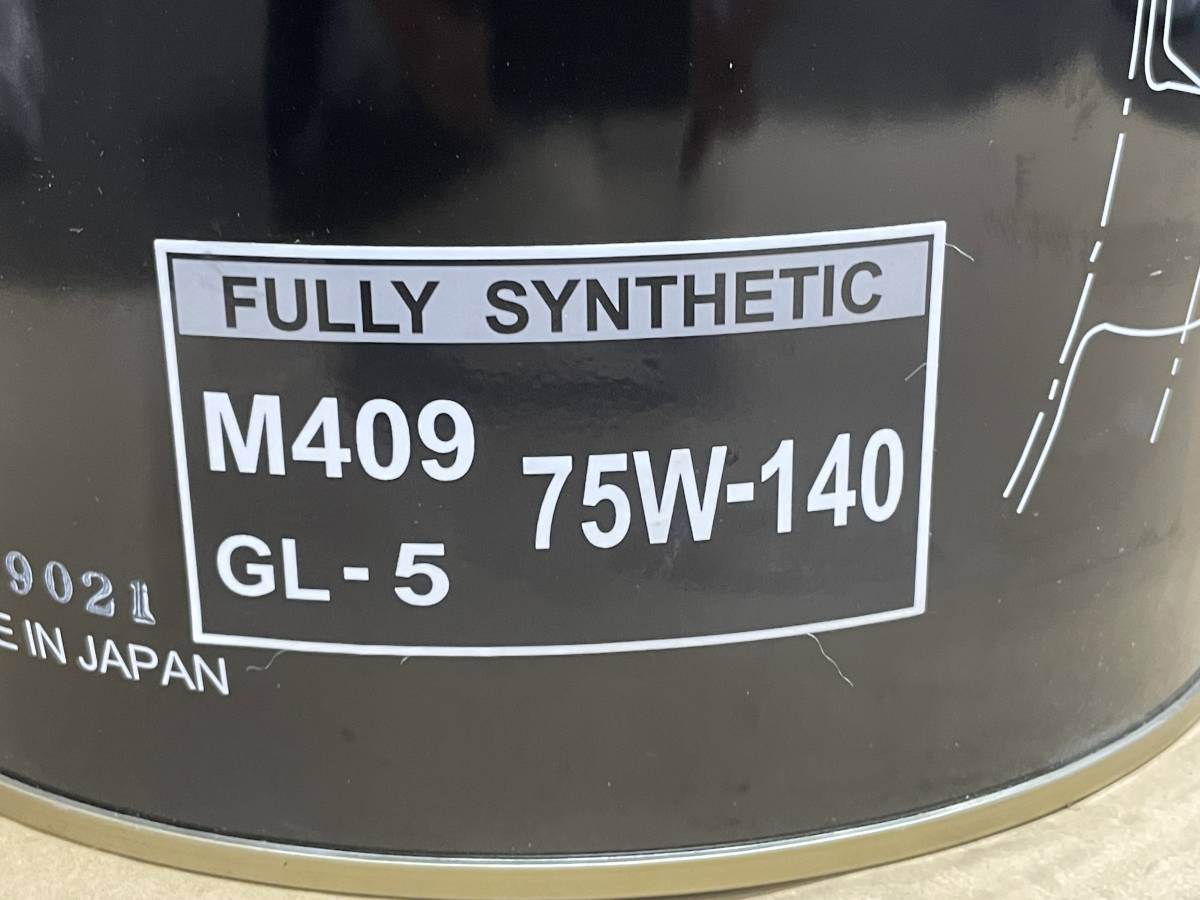 FULLY SYNTHETIC
M409
75W-140
GL-5
9021
E IN JAPAN